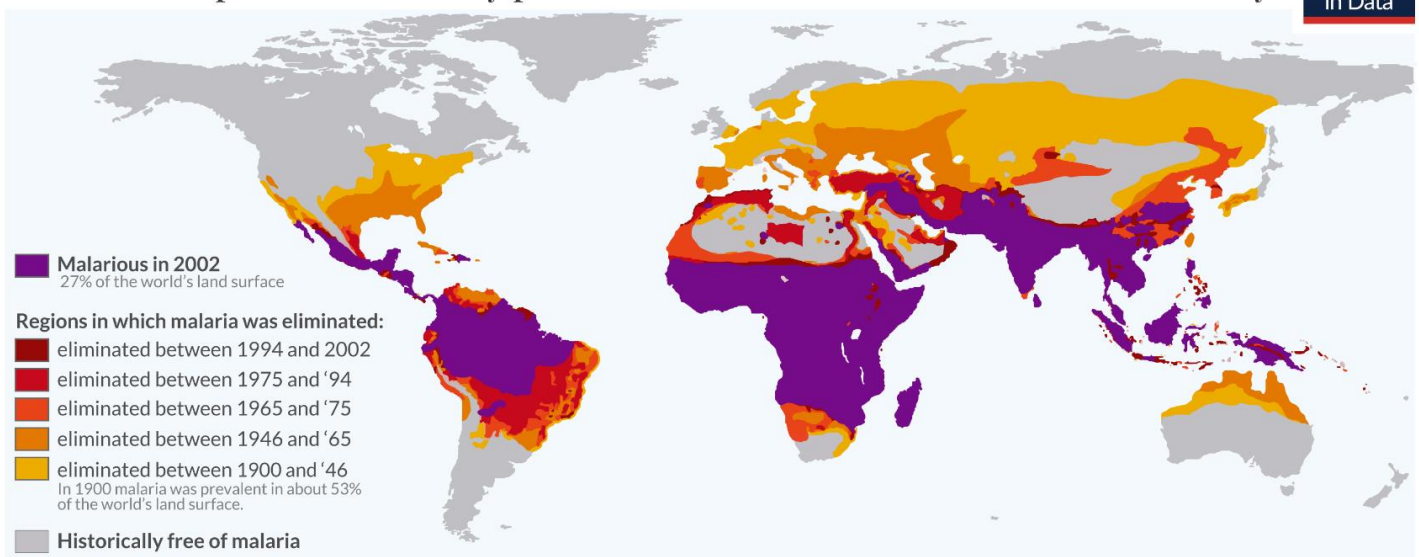 in Data
Malarious in 2002
27% of the world's land surface
Regions in which malaria was eliminated:
eliminated between 1994 and 2002
eliminated between 1975 and ‘94
eliminated between 1965 and ‘75
eliminated between 1946 and ‘65
eliminated between 1900 and ‘46
In 1900 malaria was prevalent in about 53%
of the world's land surface.
Historically free of malaria